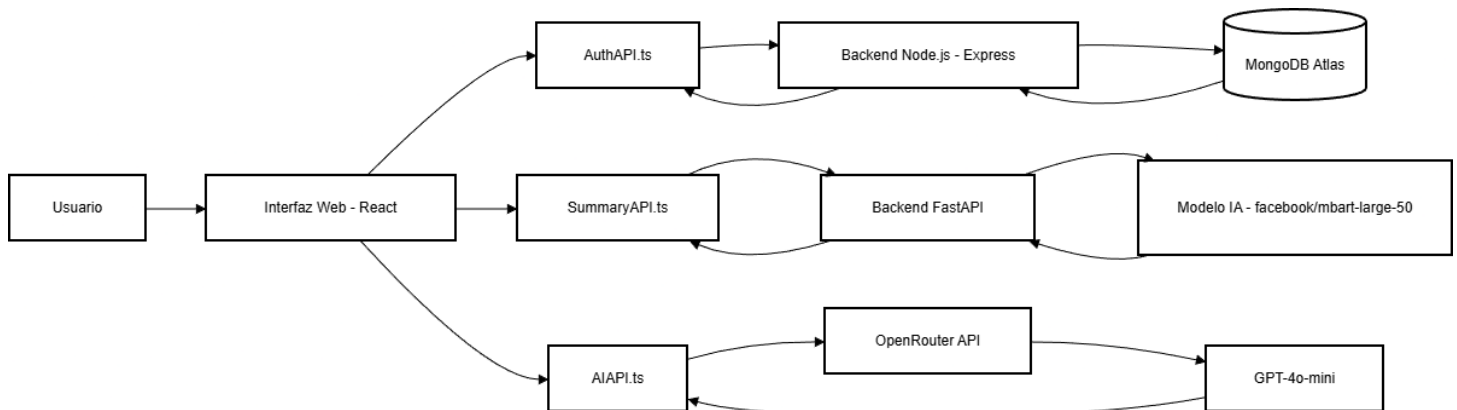 AuthAPI.ts
Backend Node.js - Express
MongoDB Atlas
Usuario
Interfaz Web - React
SummaryAPI.ts
Backend FastAPI
Modelo IA - facebook/mbart-large-50
OpenRouter API
AIAPI.ts
GPT-4o-mini